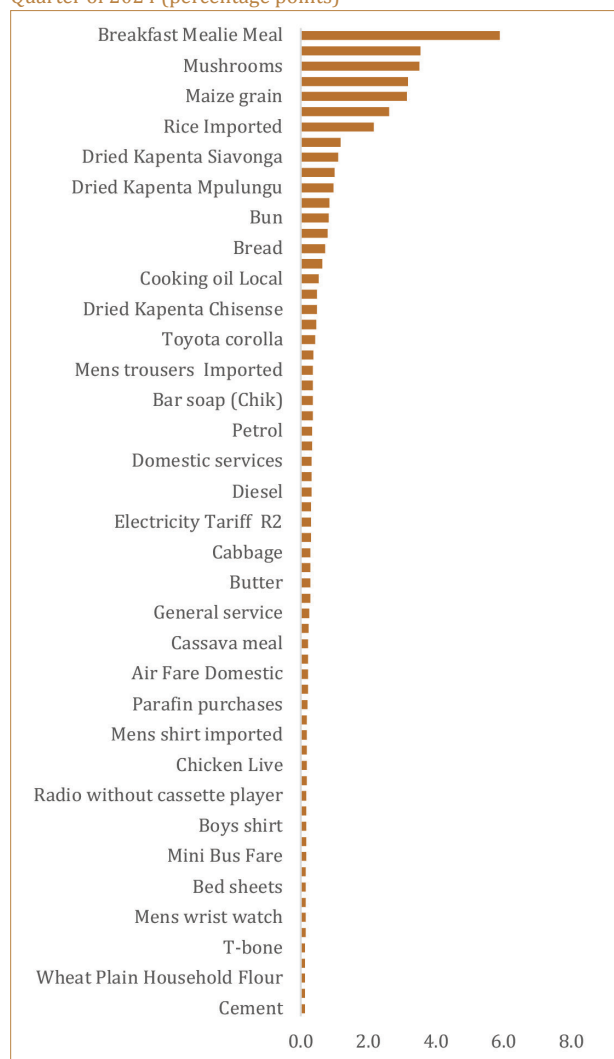 Quarter of 2024 (percentage points)
Breakfast Mealie Meal
Mushrooms
Maize grain
Rice Imported
Dried Kapenta Siavonga
Dried Kapenta Mpulungu
Bun
Bread
Cooking oil Local
Dried Kapenta Chisense
Toyota corolla
Mens trousers  Imported
Bar soap (Chik)
Petrol
Domestic services
Diesel
Electricity Tariff  R2
Cabbage
Butter
General service
Cassava meal
Air Fare Domestic
Parafin purchases
Mens shirt imported
Chicken Live
Radio without cassette player
Boys shirt
Mini Bus Fare
Bed sheets
Mens wrist watch
T-bone
Wheat Plain Household Flour
Cement
0.0 2.0 4.0 6.0 8.0